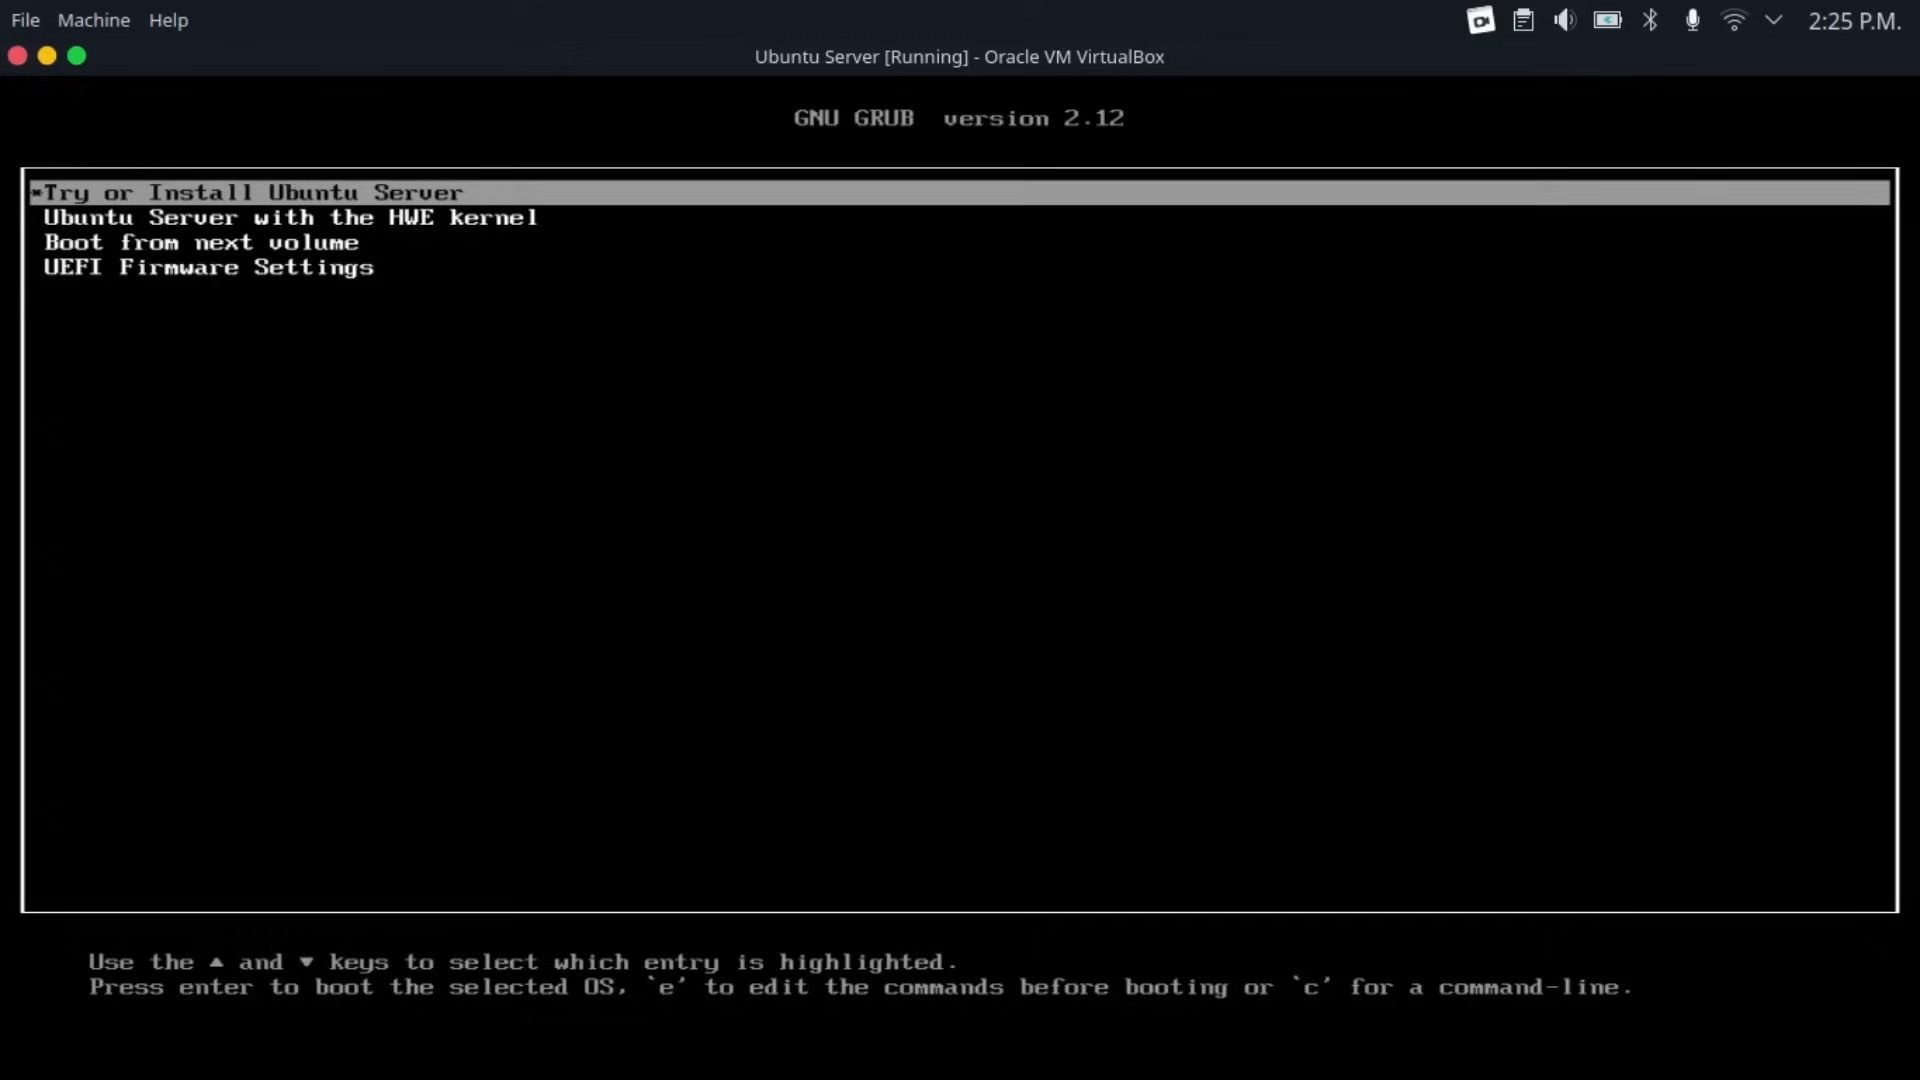 File Machine Help 2:25 P.M.
Ubuntu Server [Running] - Oracle VM VirtualBox
GNU GRUB version 2.12
*Try or Install Ubuntu Server
Ubuntu Server with the HWE kernel
Boot from next volume
UEFI Firmware Settings
Use the ▲ and ▼ keys to select which entry is highlighted.
Press enter to boot the selected OS, `e' to edit the commands before booting or `c' for a command-line.